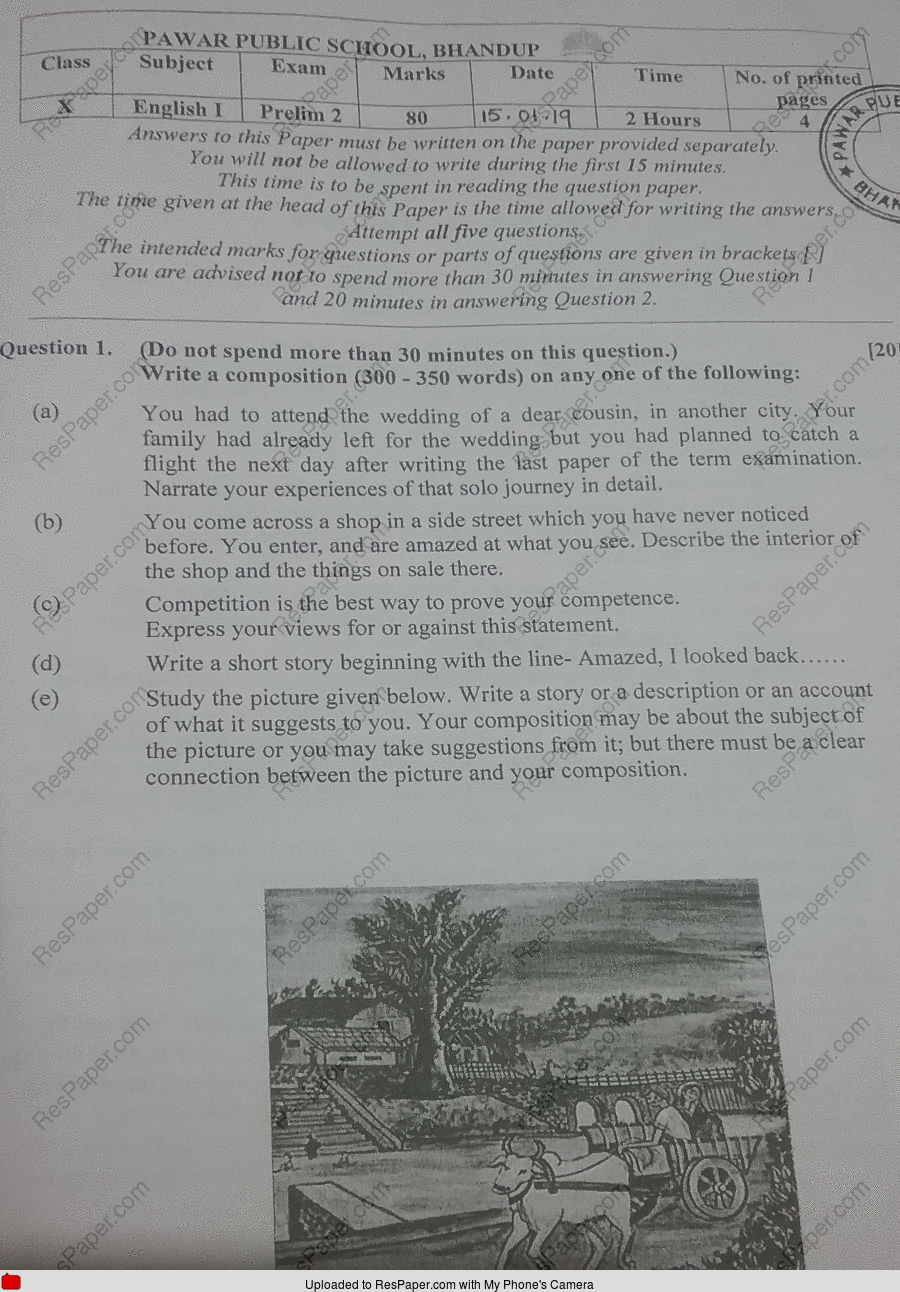 PAWAR PUBLIC SCHOOL, BHANDUP
Class Subject Exam Marks Date Time No. of printed pages
X English I Prelim 2 80 15.01.19 2 Hours 4
Answers to this Paper must be written on the paper provided separately.
You will not be allowed to write during the first 15 minutes.
This time is to be spent in reading the question paper.
The time given at the head of this Paper is the time allowed for writing the answers.
Attempt all five questions.
The intended marks for questions or parts of questions are given in brackets [ ]
You are advised not to spend more than 30 minutes in answering Question 1
and 20 minutes in answering Question 2.
PAWAR PUB
BHAN
Question 1. (Do not spend more than 30 minutes on this question.) [20]
Write a composition (300 - 350 words) on any one of the following:
(a) You had to attend the wedding of a dear cousin, in another city. Your
family had already left for the wedding but you had planned to catch a
flight the next day after writing the last paper of the term examination.
Narrate your experiences of that solo journey in detail.
(b) You come across a shop in a side street which you have never noticed
before. You enter, and are amazed at what you see. Describe the interior of
the shop and the things on sale there.
(c) Competition is the best way to prove your competence.
Express your views for or against this statement.
(d) Write a short story beginning with the line- Amazed, I looked back......
(e) Study the picture given below. Write a story or a description or an account
of what it suggests to you. Your composition may be about the subject of
the picture or you may take suggestions from it; but there must be a clear
connection between the picture and your composition.
ResPaper.com
Uploaded to ResPaper.com with My Phone's Camera